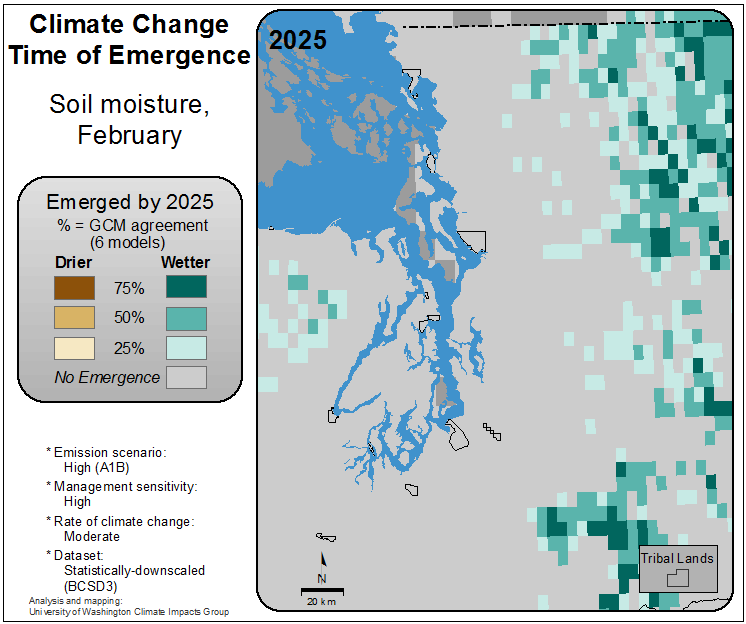 Climate Change
Time of Emergence
Soil moisture,
February
Emerged by 2025
% = GCM agreement
(6 models)
Drier Wetter
75%
50%
25%
No Emergence
* Emission scenario:
High (A1B)
* Management sensitivity:
High
* Rate of climate change:
Moderate
* Dataset:
Statistically-downscaled
(BCSD3)
Analysis and mapping:
University of Washington Climate Impacts Group
2025
N
20 km
Tribal Lands